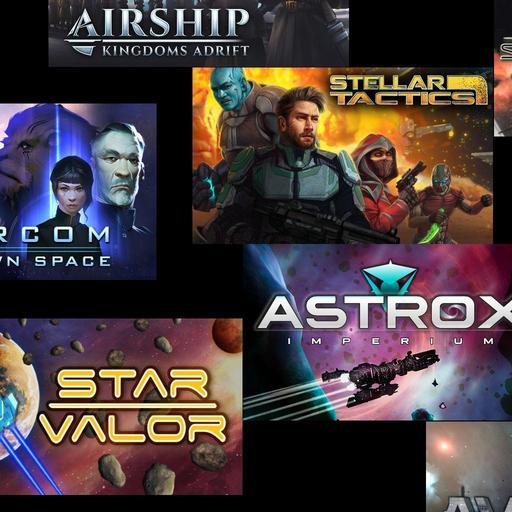 AIRSHIP
KINGDOMS ADRIFT
STELLAR
TACTICS
RCOM
WN SPACE
ASTROX
IMPERIUM
STAR
VALOR